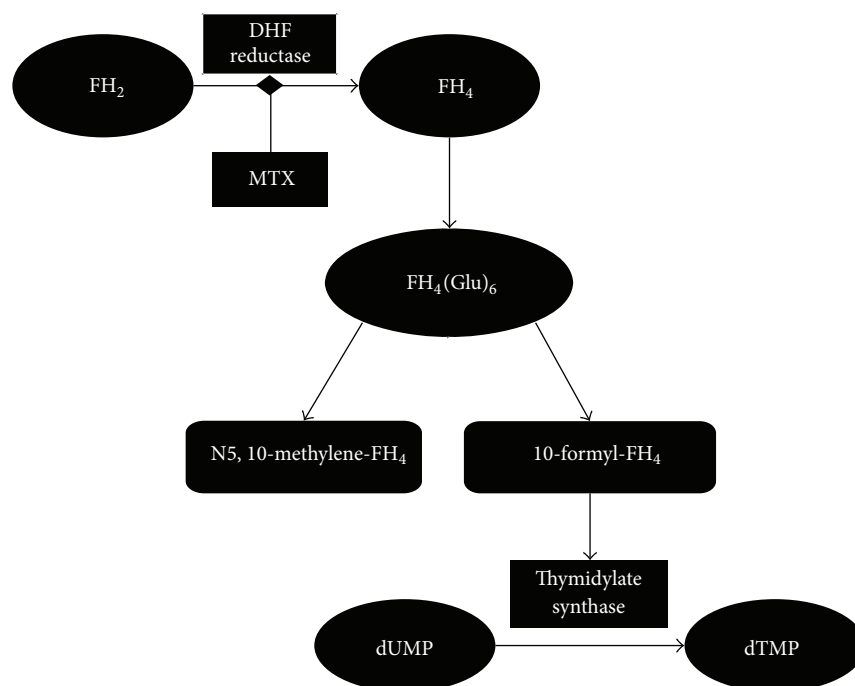 DHF
reductase
FH₂
FH₄
MTX
FH₄(Glu)₆
N5, 10-methylene-FH₄
10-formyl-FH₄
Thymidylate
synthase
dUMP
dTMP